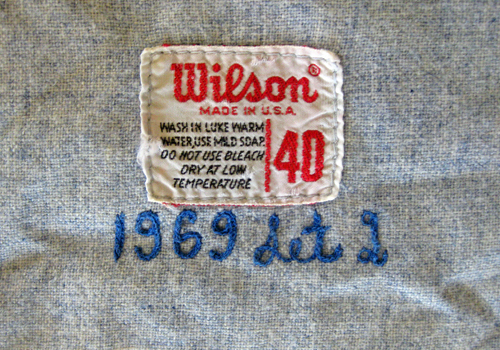 Wilson®
MADE IN U.S.A.
WASH IN LUKE WARM
WATER, USE MILD SOAP.
DO NOT USE BLEACH
DRY AT LOW
TEMPERATURE
40
1969 Set 2